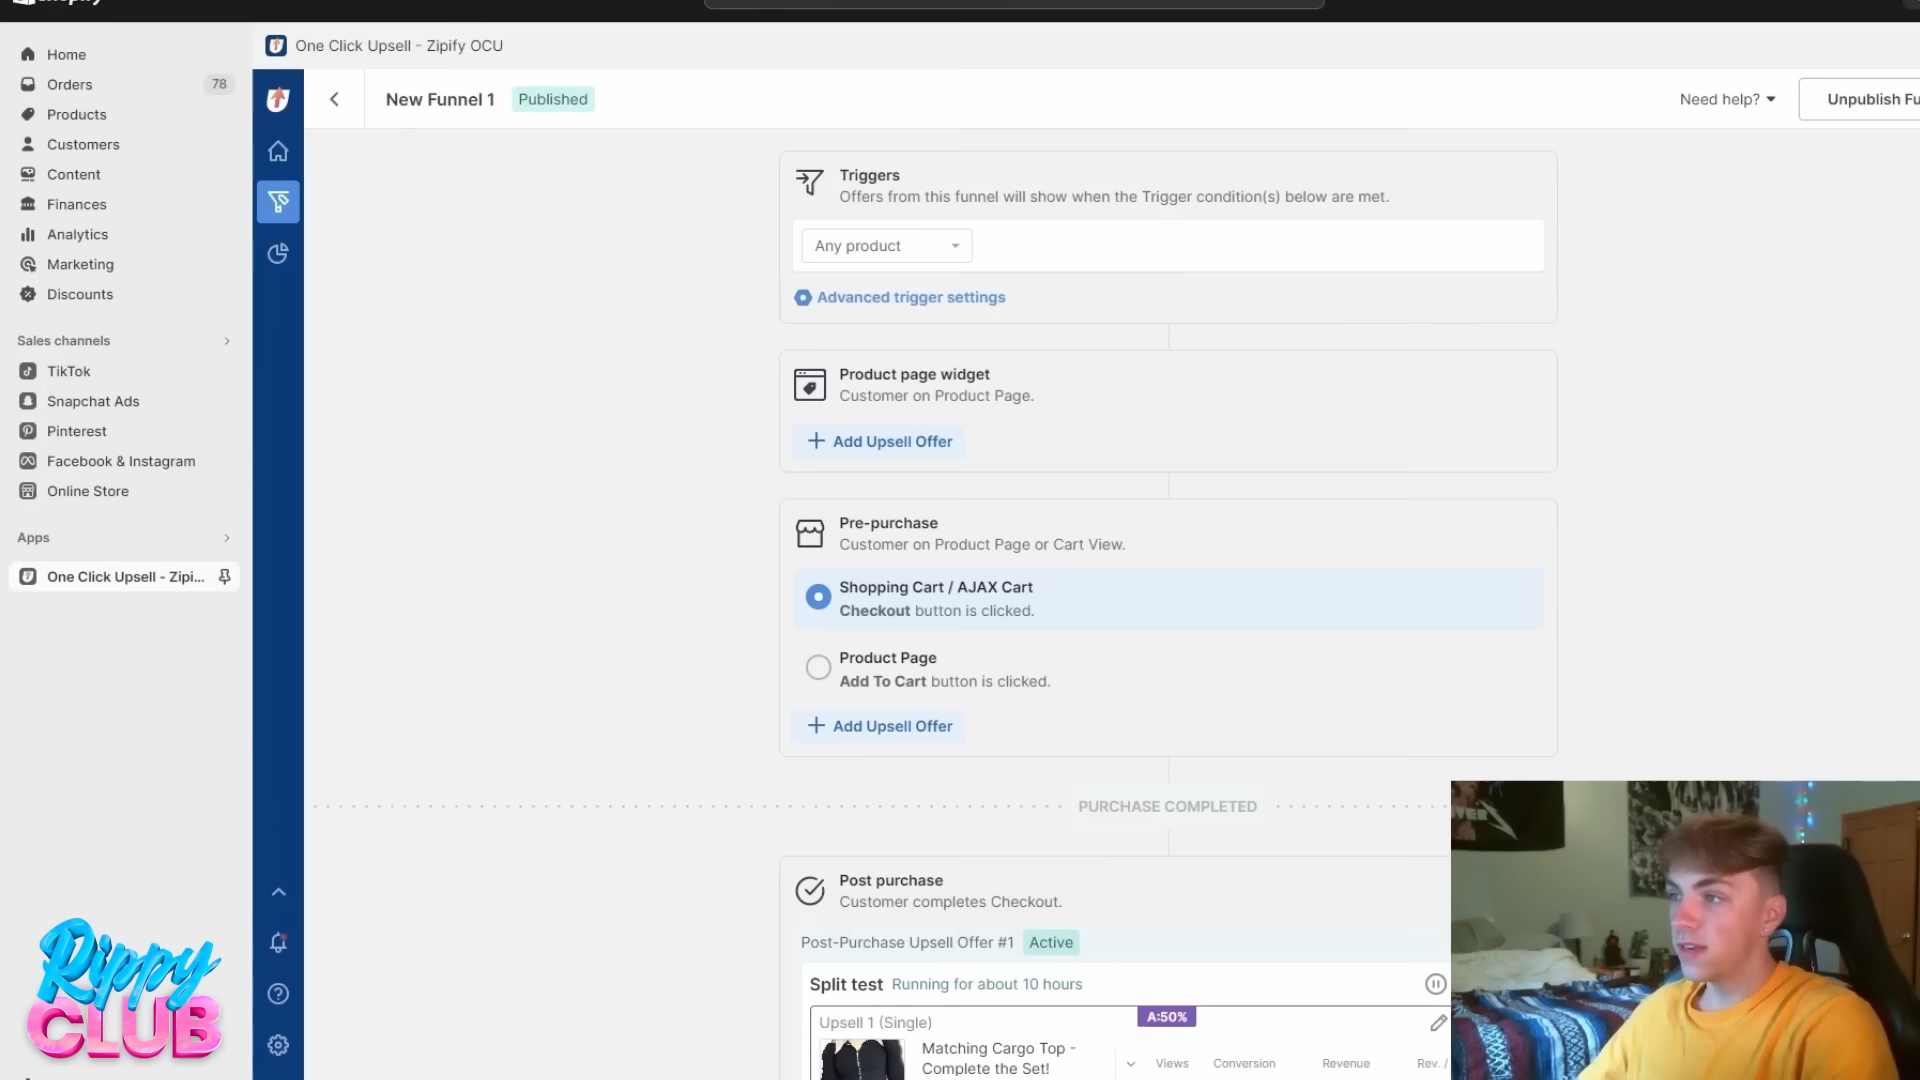 Home
Orders
78
Products
Customers
Content
Finances
Analytics
Marketing
Discounts
Sales channels
TikTok
Snapchat Ads
Pinterest
Facebook & Instagram
Online Store
Apps
One Click Upsell - Zipi...
Rippy
CLUB
One Click Upsell - Zipify OCU
New Funnel 1
Published
Need help?
Unpublish Fu
Triggers
Offers from this funnel will show when the Trigger condition(s) below are met.
Any product
Advanced trigger settings
Product page widget
Customer on Product Page.
Add Upsell Offer
Pre-purchase
Customer on Product Page or Cart View.
Shopping Cart / AJAX Cart
Checkout button is clicked.
Product Page
Add To Cart button is clicked.
Add Upsell Offer
PURCHASE COMPLETED
Post purchase
Customer completes Checkout.
Post-Purchase Upsell Offer #1 Active
Split test Running for about 10 hours
A:50%
Upsell 1 (Single)
Matching Cargo Top -
Complete the Set!
Views
Conversion
Revenue
Rev. /